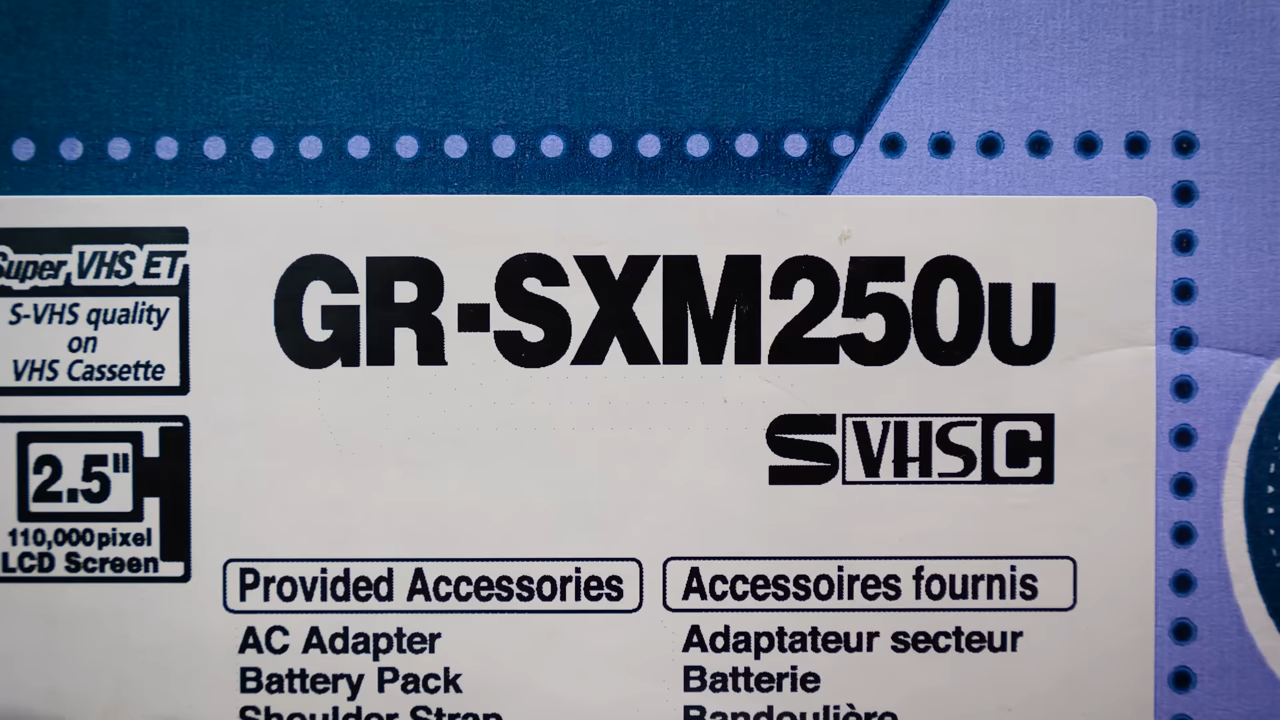 Super VHS ET
S-VHS quality
on
VHS Cassette
2.5"
110,000 pixel
LCD Screen
GR-SXM250U
S VHS C
Provided Accessories
AC Adapter
Battery Pack
Shoulder Strap
Accessoires fournis
Adaptateur secteur
Batterie
Bandoulière